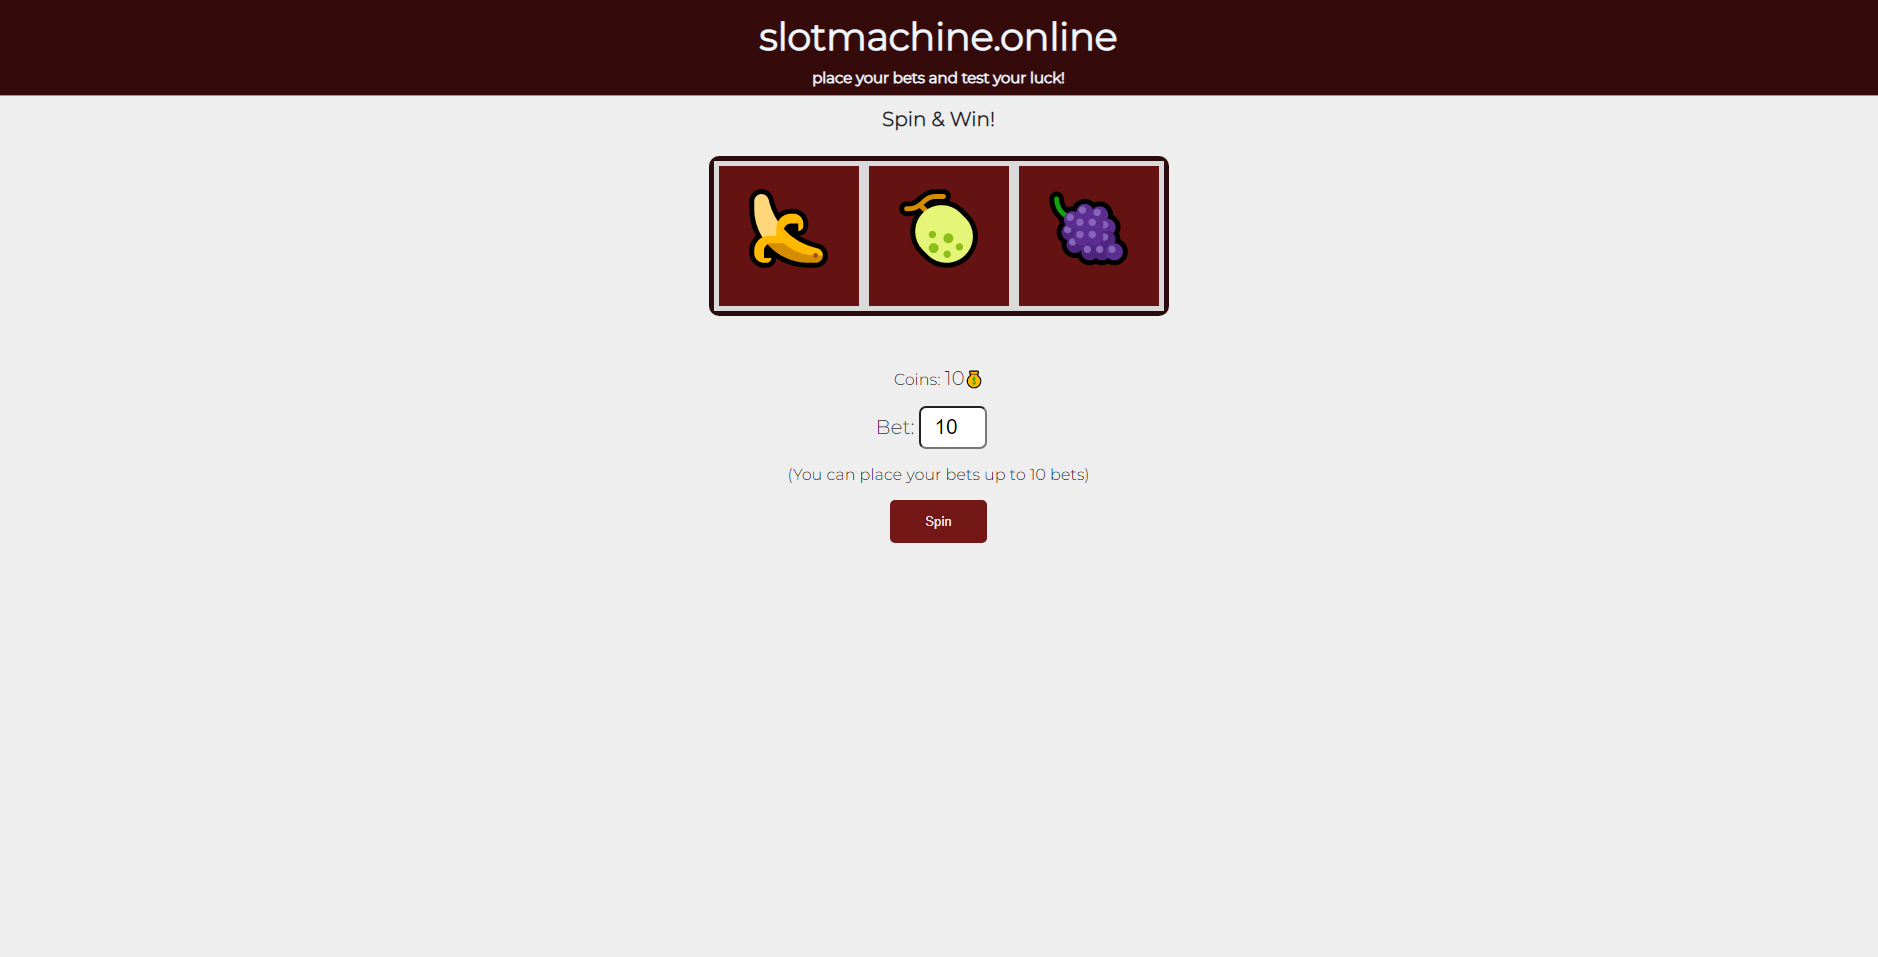 slotmachine.online
place your bets and test your luck!
Spin & Win!
Coins: 10
Bet: 10
(You can place your bets up to 10 bets)
Spin